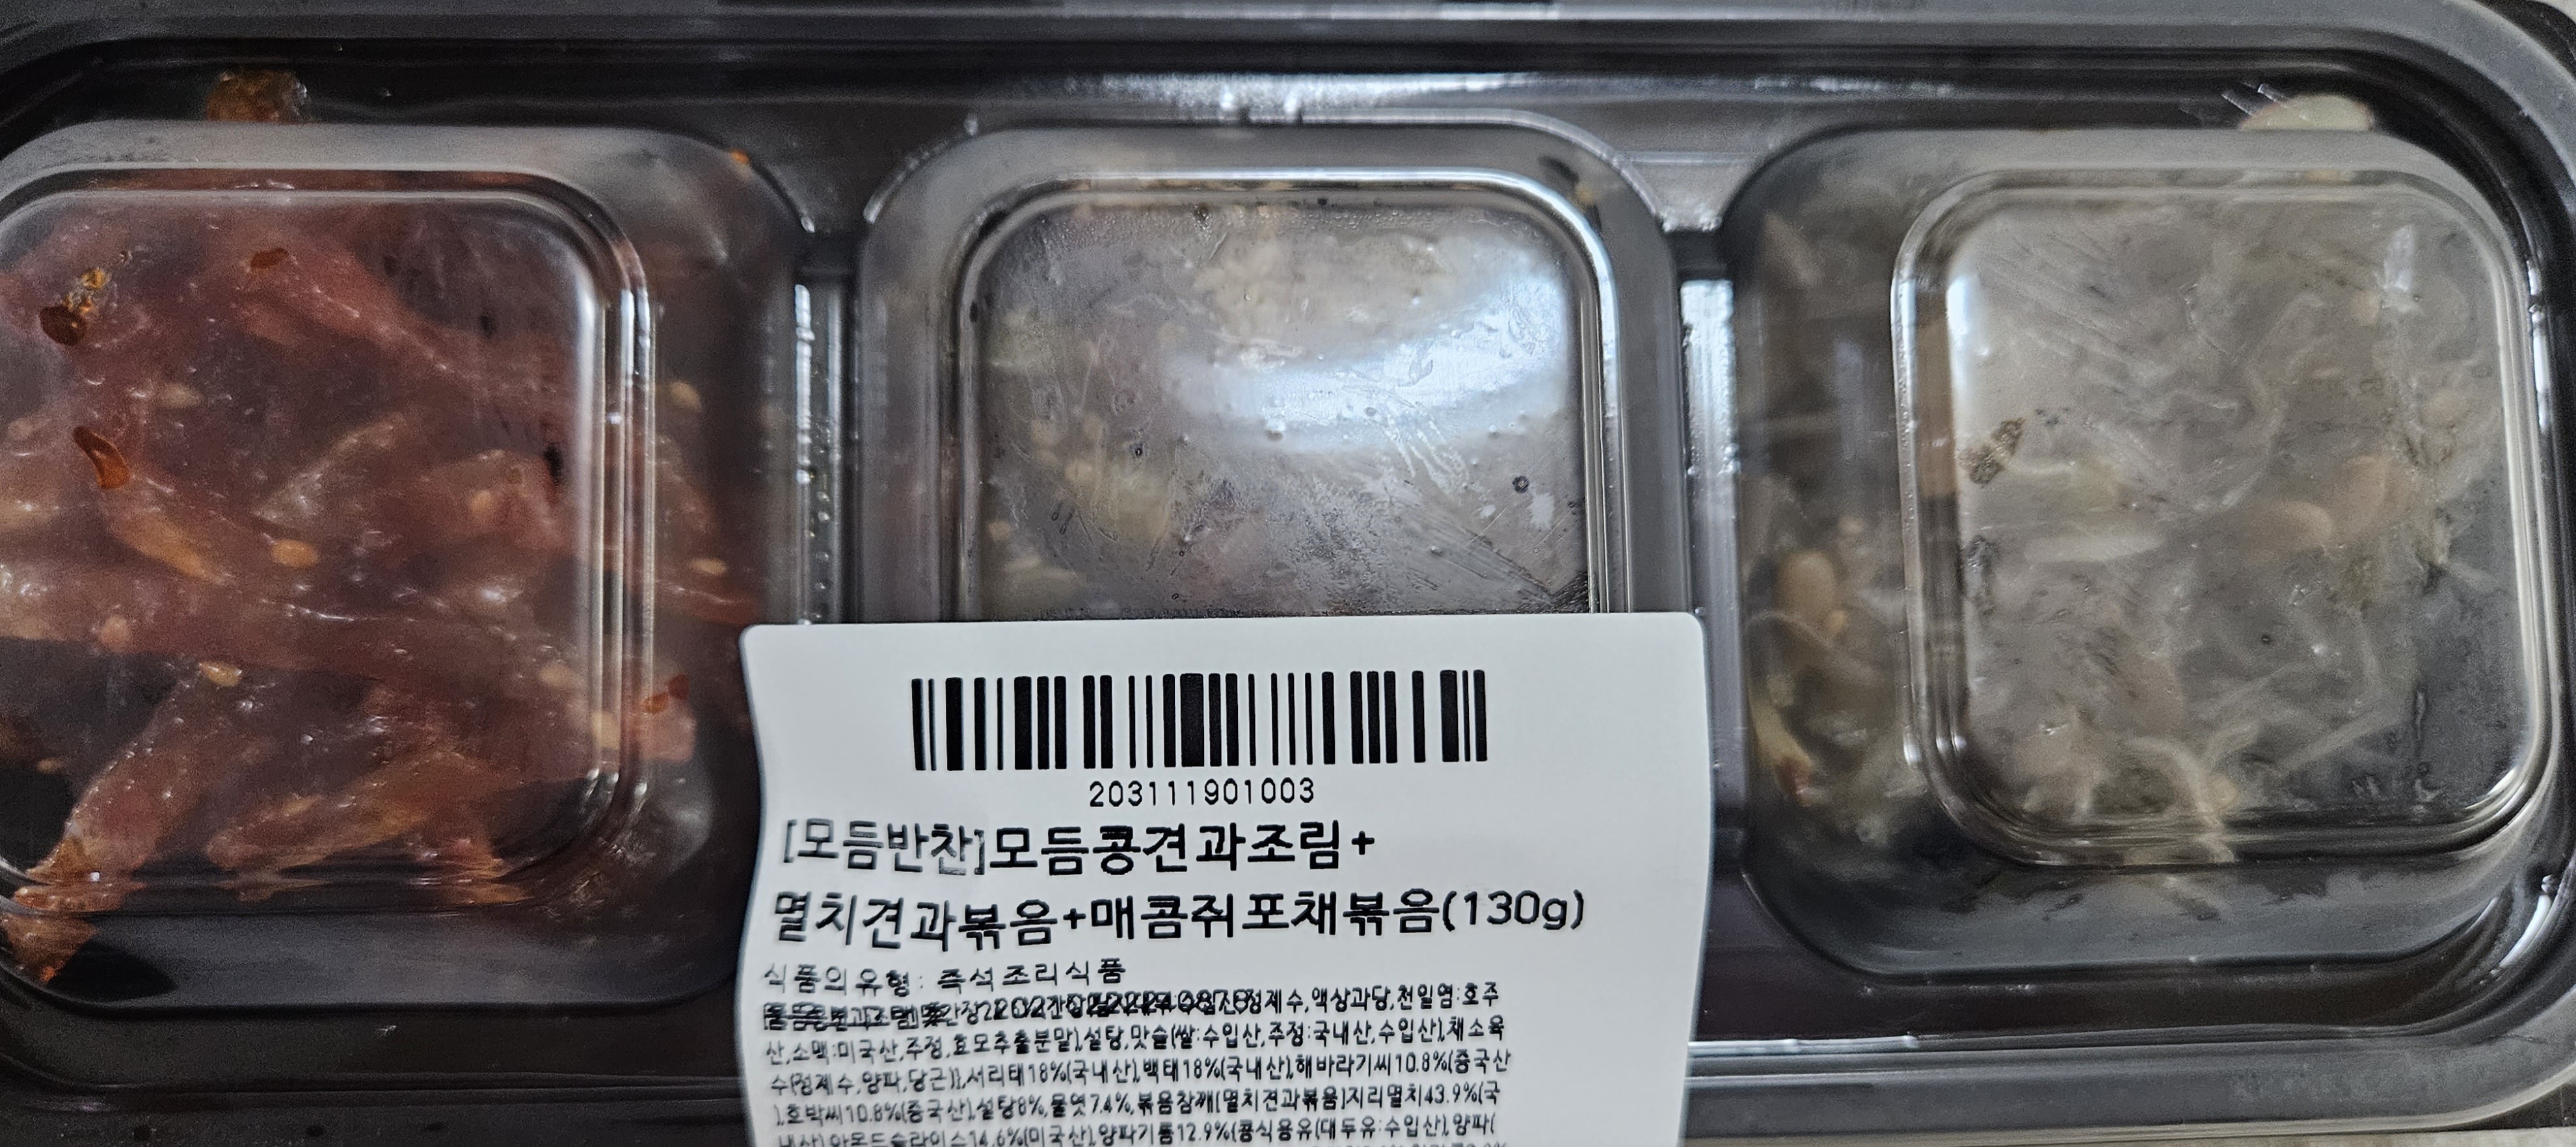 203111901003
[모듬반찬]모듬콩견과조림+
멸치견과볶음+매콤쥐포채볶음(130g)
식품의유형: 즉석조리식품
정제수,액상과당,천일염:호주
산,소맥:미국산,주정,효모추출분말],설탕,맛술(쌀:수입산,주정:국내산,수입산),채소육
수{정제수,양파,당근}],서리태18%(국내산),백태18%(국내산),해바라기씨10.8%(중국산
),호박씨10.8%(중국산),설탕8%,물엿7.4%,볶음참깨[멸치견과볶음]지리멸치43.9%(국
내산),아몬드슬라이스14.6%(미국산),양파기름12.9%(콩식용유(대두유:수입산),양파(